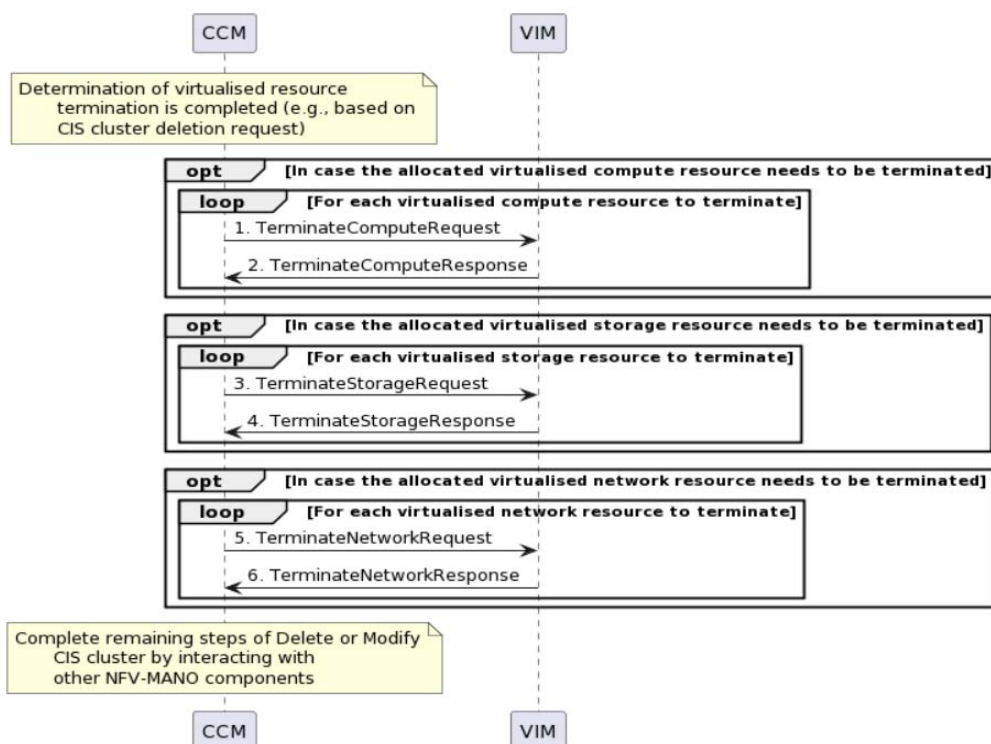 CCM
VIM
Determination of virtualised resource
termination is completed (e.g., based on
CIS cluster deletion request)
opt [In case the allocated virtualised compute resource needs to be terminated]
loop [For each virtualised compute resource to terminate]
1. TerminateComputeRequest
2. TerminateComputeResponse
opt [In case the allocated virtualised storage resource needs to be terminated]
loop [For each virtualised storage resource to terminate]
3. TerminateStorageRequest
4. TerminateStorageResponse
opt [In case the allocated virtualised network resource needs to be terminated]
loop [For each virtualised network resource to terminate]
5. TerminateNetworkRequest
6. TerminateNetworkResponse
Complete remaining steps of Delete or Modify
CIS cluster by interacting with
other NFV-MANO components
CCM
VIM